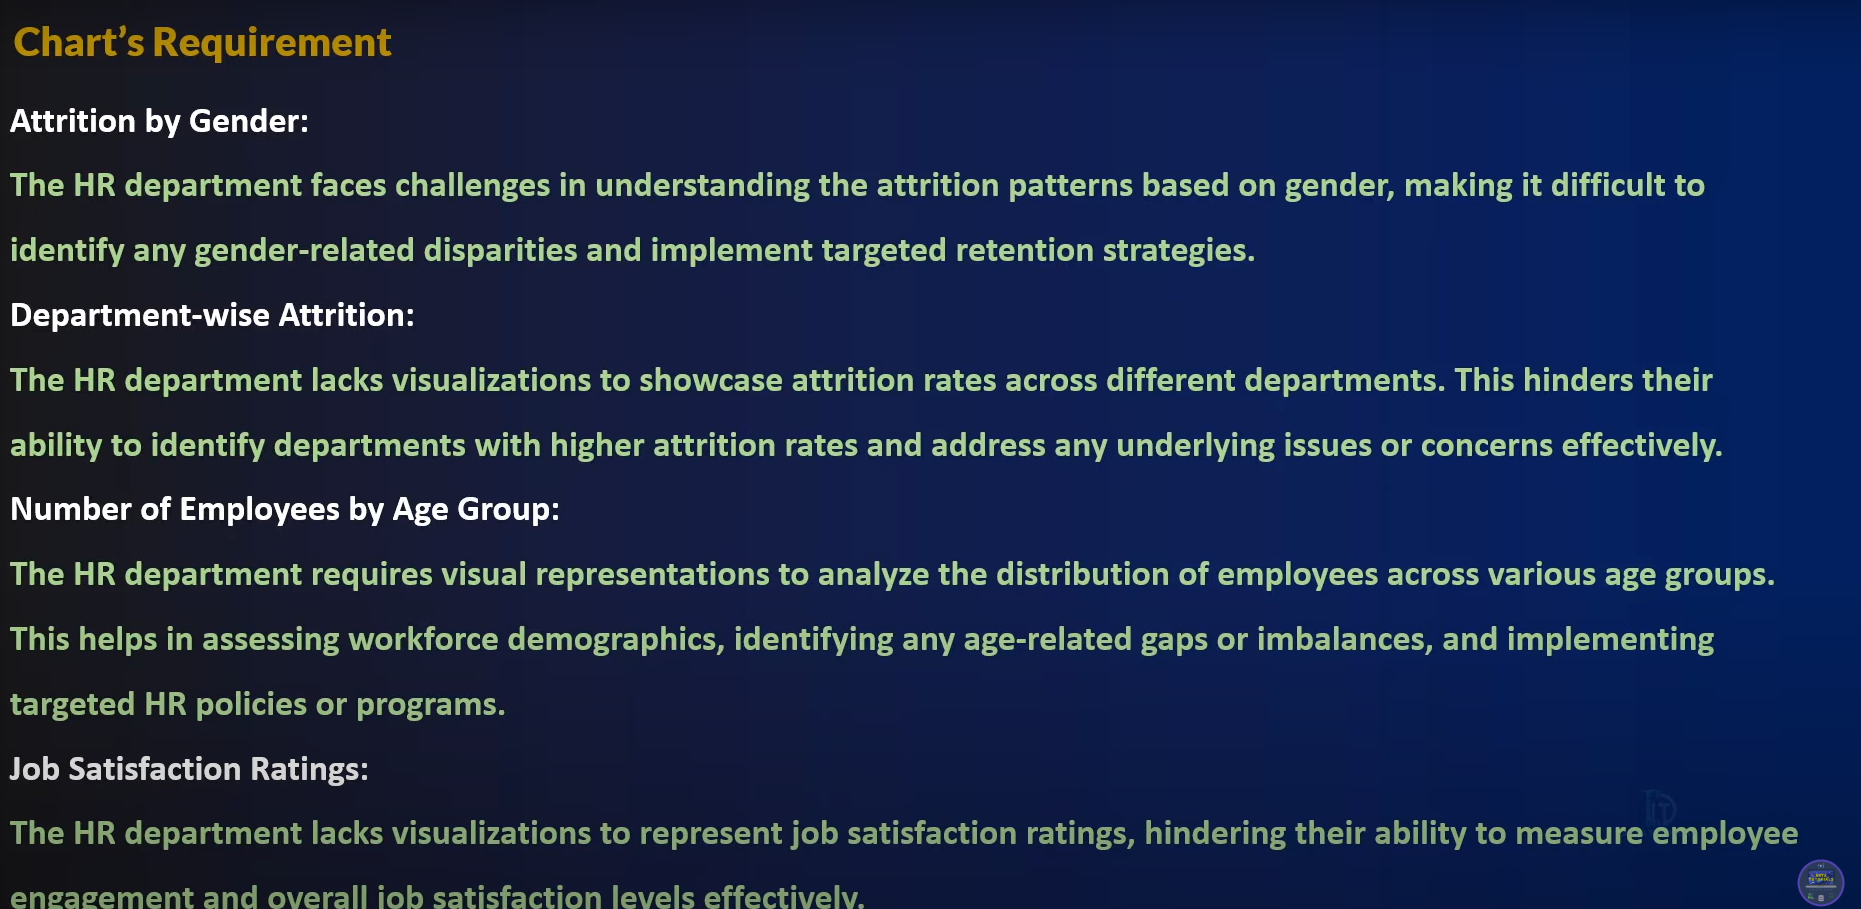 Chart’s Requirement
Attrition by Gender:
The HR department faces challenges in understanding the attrition patterns based on gender, making it difficult to
identify any gender-related disparities and implement targeted retention strategies.
Department-wise Attrition:
The HR department lacks visualizations to showcase attrition rates across different departments. This hinders their
ability to identify departments with higher attrition rates and address any underlying issues or concerns effectively.
Number of Employees by Age Group:
The HR department requires visual representations to analyze the distribution of employees across various age groups.
This helps in assessing workforce demographics, identifying any age-related gaps or imbalances, and implementing
targeted HR policies or programs.
Job Satisfaction Ratings:
The HR department lacks visualizations to represent job satisfaction ratings, hindering their ability to measure employee
engagement and overall job satisfaction levels effectively.